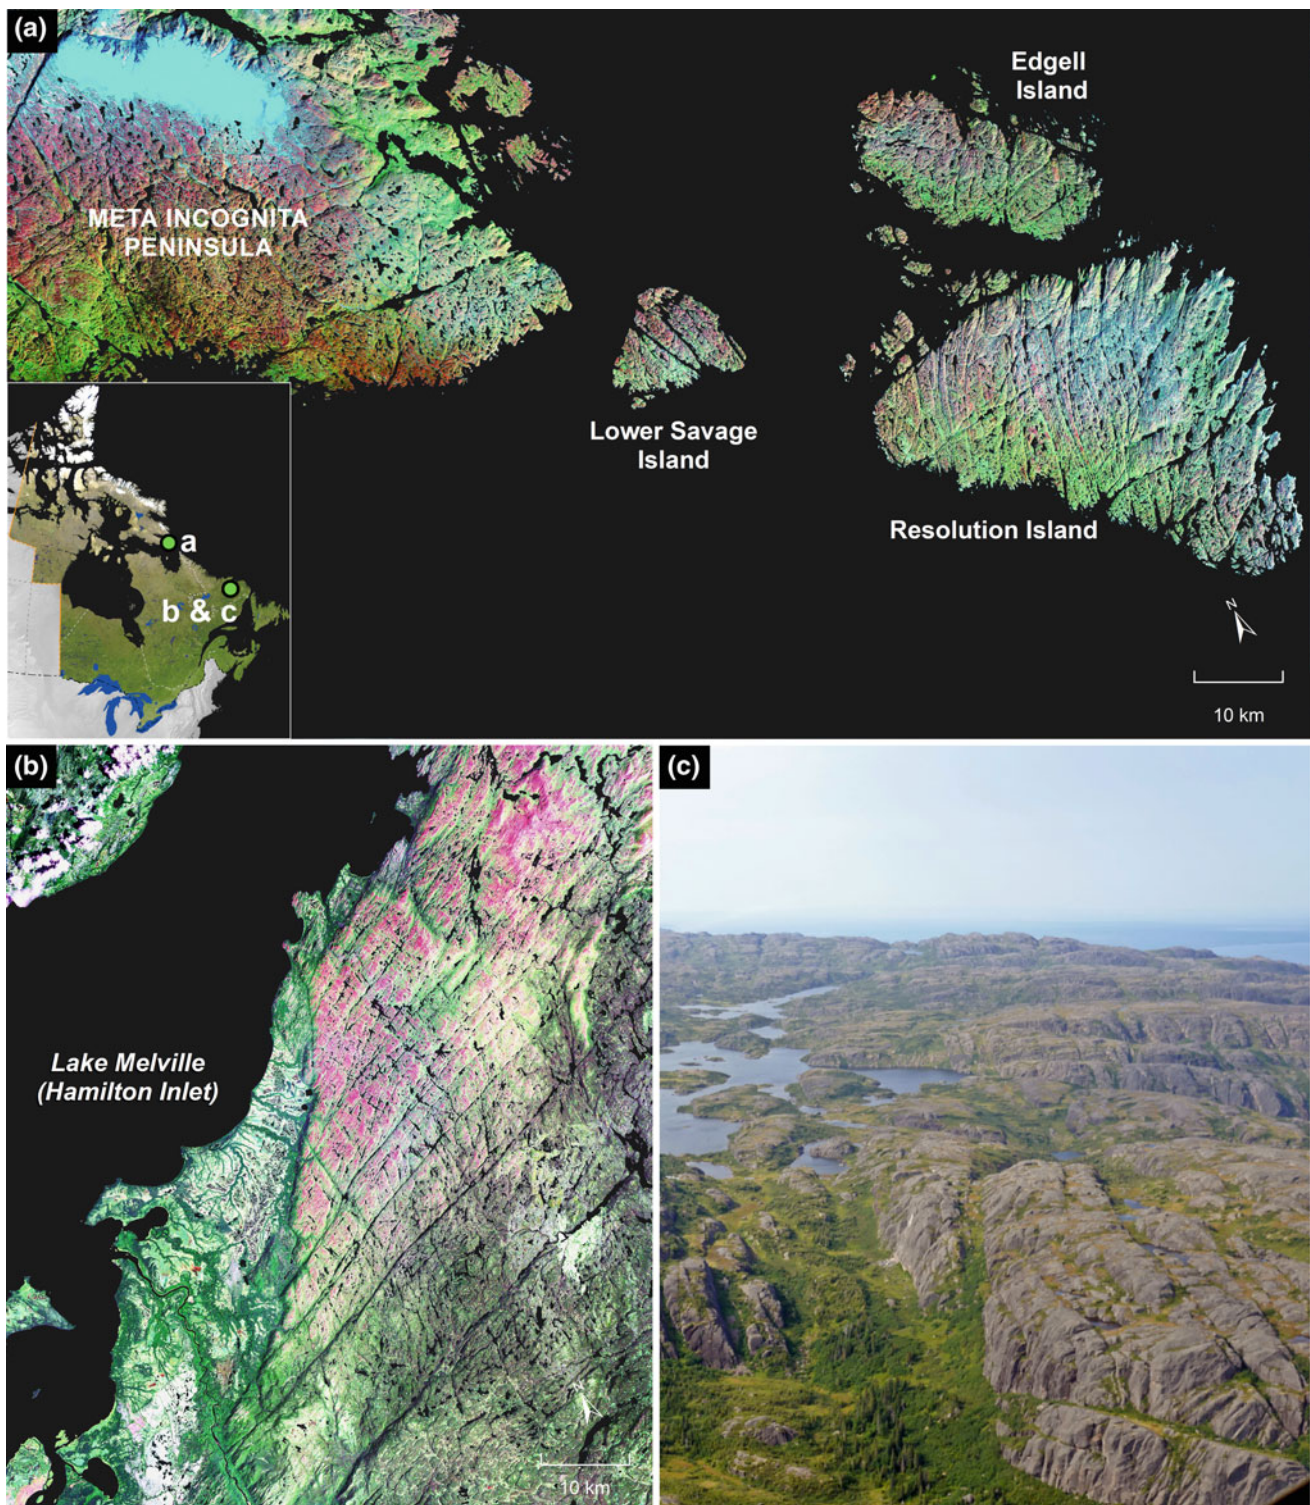 (a)
Edgell
Island
META INCOGNITA
PENINSULA
Lower Savage
Island
Resolution Island
N
10 km
a
b & c
(b)
Lake Melville
(Hamilton Inlet)
N
10 km
(c)